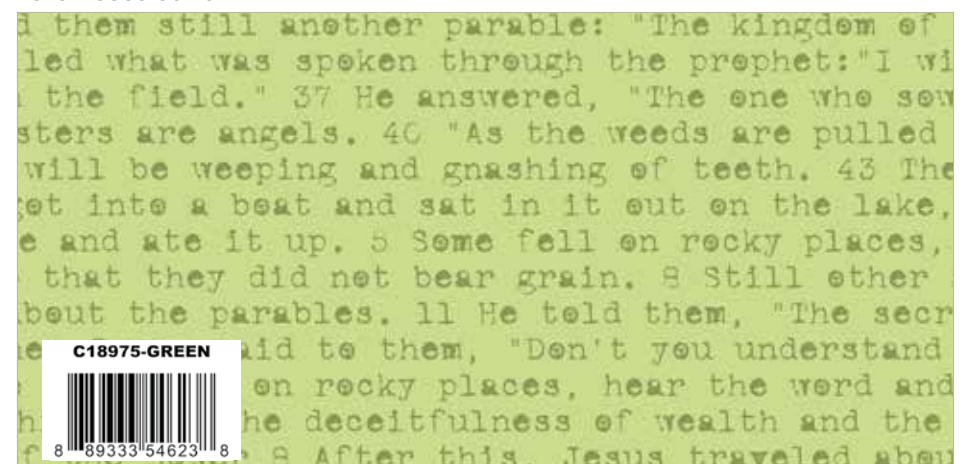 d them still another parable: "The kingdom of
led what was spoken through the prophet:"I wi
the field." 37 He answered, "The one who sow
sters are angels. 40 "As the weeds are pulled
will be weeping and gnashing of teeth. 43 The
got into a boat and sat in it out on the lake,
e and ate it up. 5 Some fell on rocky places,
that they did not bear grain. 8 Still other
bout the parables. 11 He told them, "The secr
aid to them, "Don't you understand
C18975-GREEN
on rocky places, hear the word and
he deceitfulness of wealth and the
8 89333 54623 8
8 After this, Jesus traveled abou